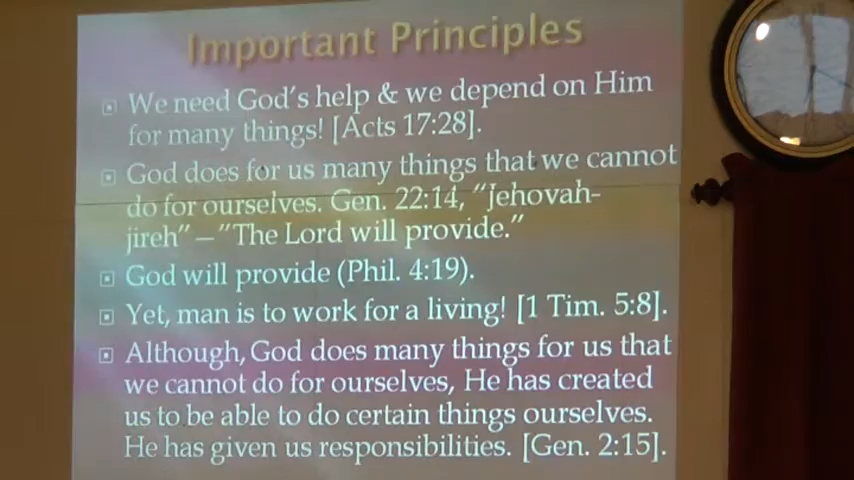 Important Principles
We need God's help & we depend on Him
for many things! [Acts 17:28].
God does for us many things that we cannot
do for ourselves. Gen. 22:14, "Jehovah-
jireh" – "The Lord will provide."
God will provide (Phil. 4:19).
Yet, man is to work for a living! [1 Tim. 5:8].
Although, God does many things for us that
we cannot do for ourselves, He has created
us to be able to do certain things ourselves.
He has given us responsibilities. [Gen. 2:15].